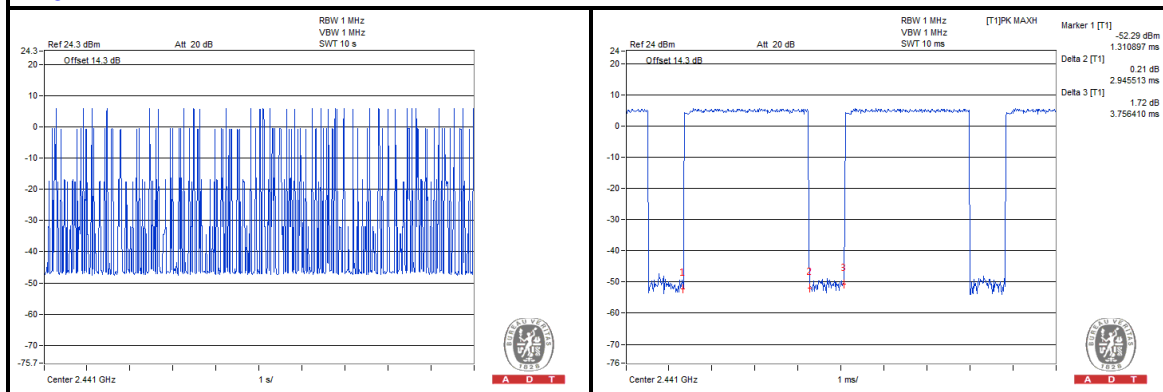 RBW 1 MHz
VBW 1 MHz
Ref 24.3 dBm Att 20 dB SWT 10 s
24.3
Offset 14.3 dB
20
10
0
-10
-20
-30
-40
-50
-60
-70
-75.7
Center 2.441 GHz 1 s/
BUREAU VERITAS
1828
A D T
RBW 1 MHz [T1]PK MAXH Marker 1 [T1]
VBW 1 MHz -52.29 dBm
Ref 24 dBm Att 20 dB SWT 10 ms 1.310897 ms
24
Offset 14.3 dB Delta 2 [T1]
20
0.21 dB
2.945513 ms
Delta 3 [T1]
10
1.72 dB
3.756410 ms
0
-10
-20
-30
-40
1 2 3
-50
-60
-70
-76
Center 2.441 GHz 1 ms/
BUREAU VERITAS
1828
A D T